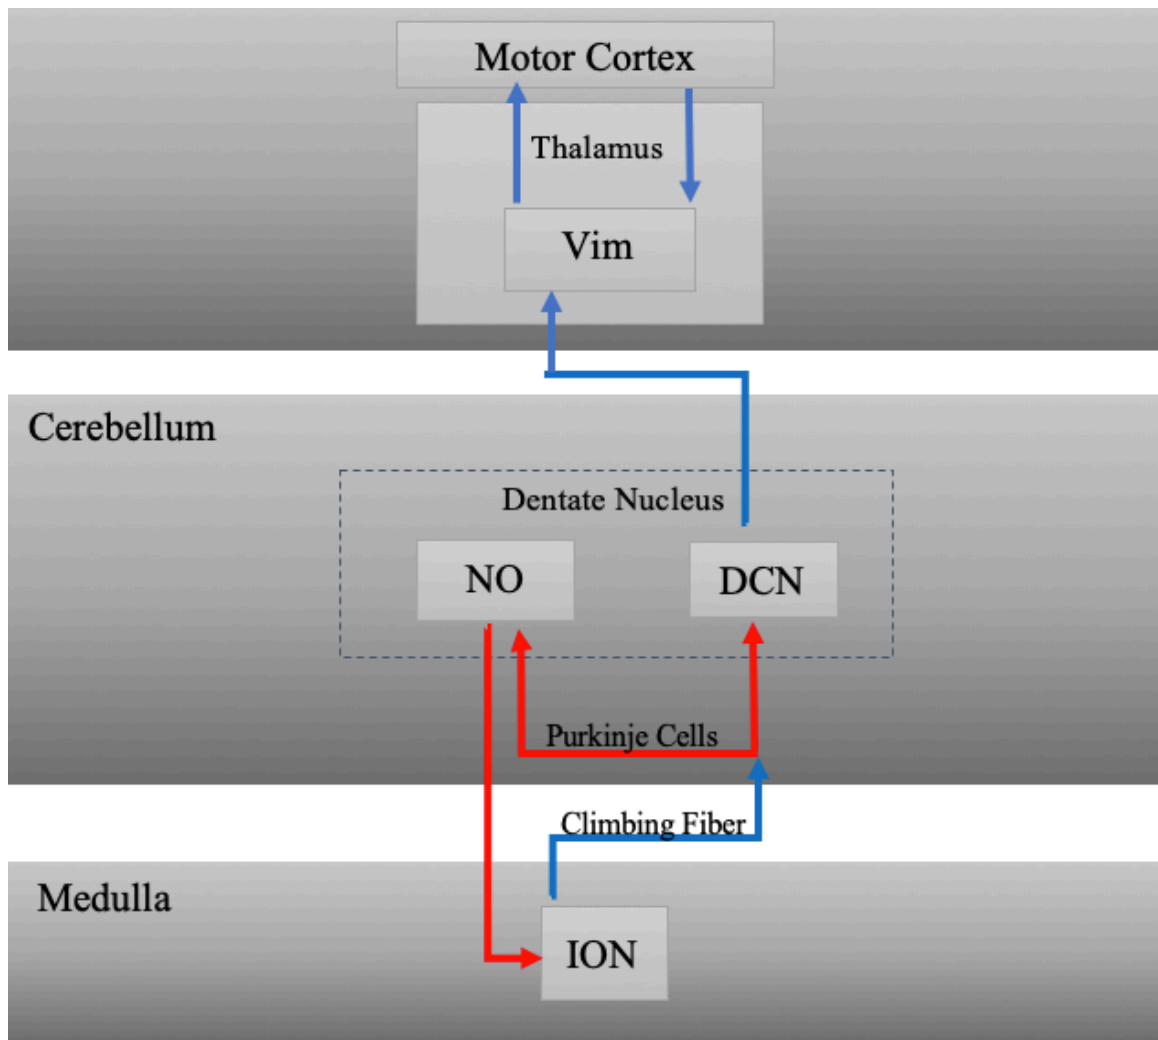 Motor Cortex
Thalamus
Vim
Cerebellum
Dentate Nucleus
NO
DCN
Purkinje Cells
Climbing Fiber
Medulla
ION